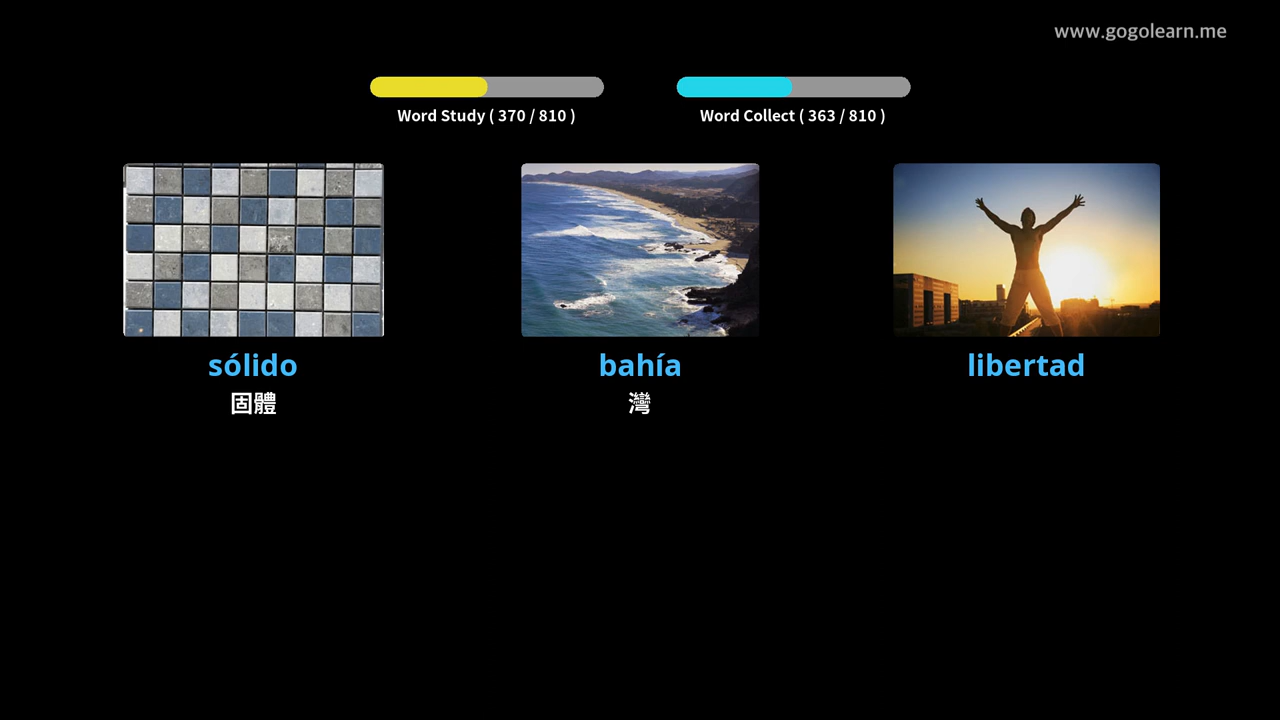 www.gogolearn.me
Word Study ( 370 / 810 )
Word Collect ( 363 / 810 )
sólido
固體
bahía
灣
libertad